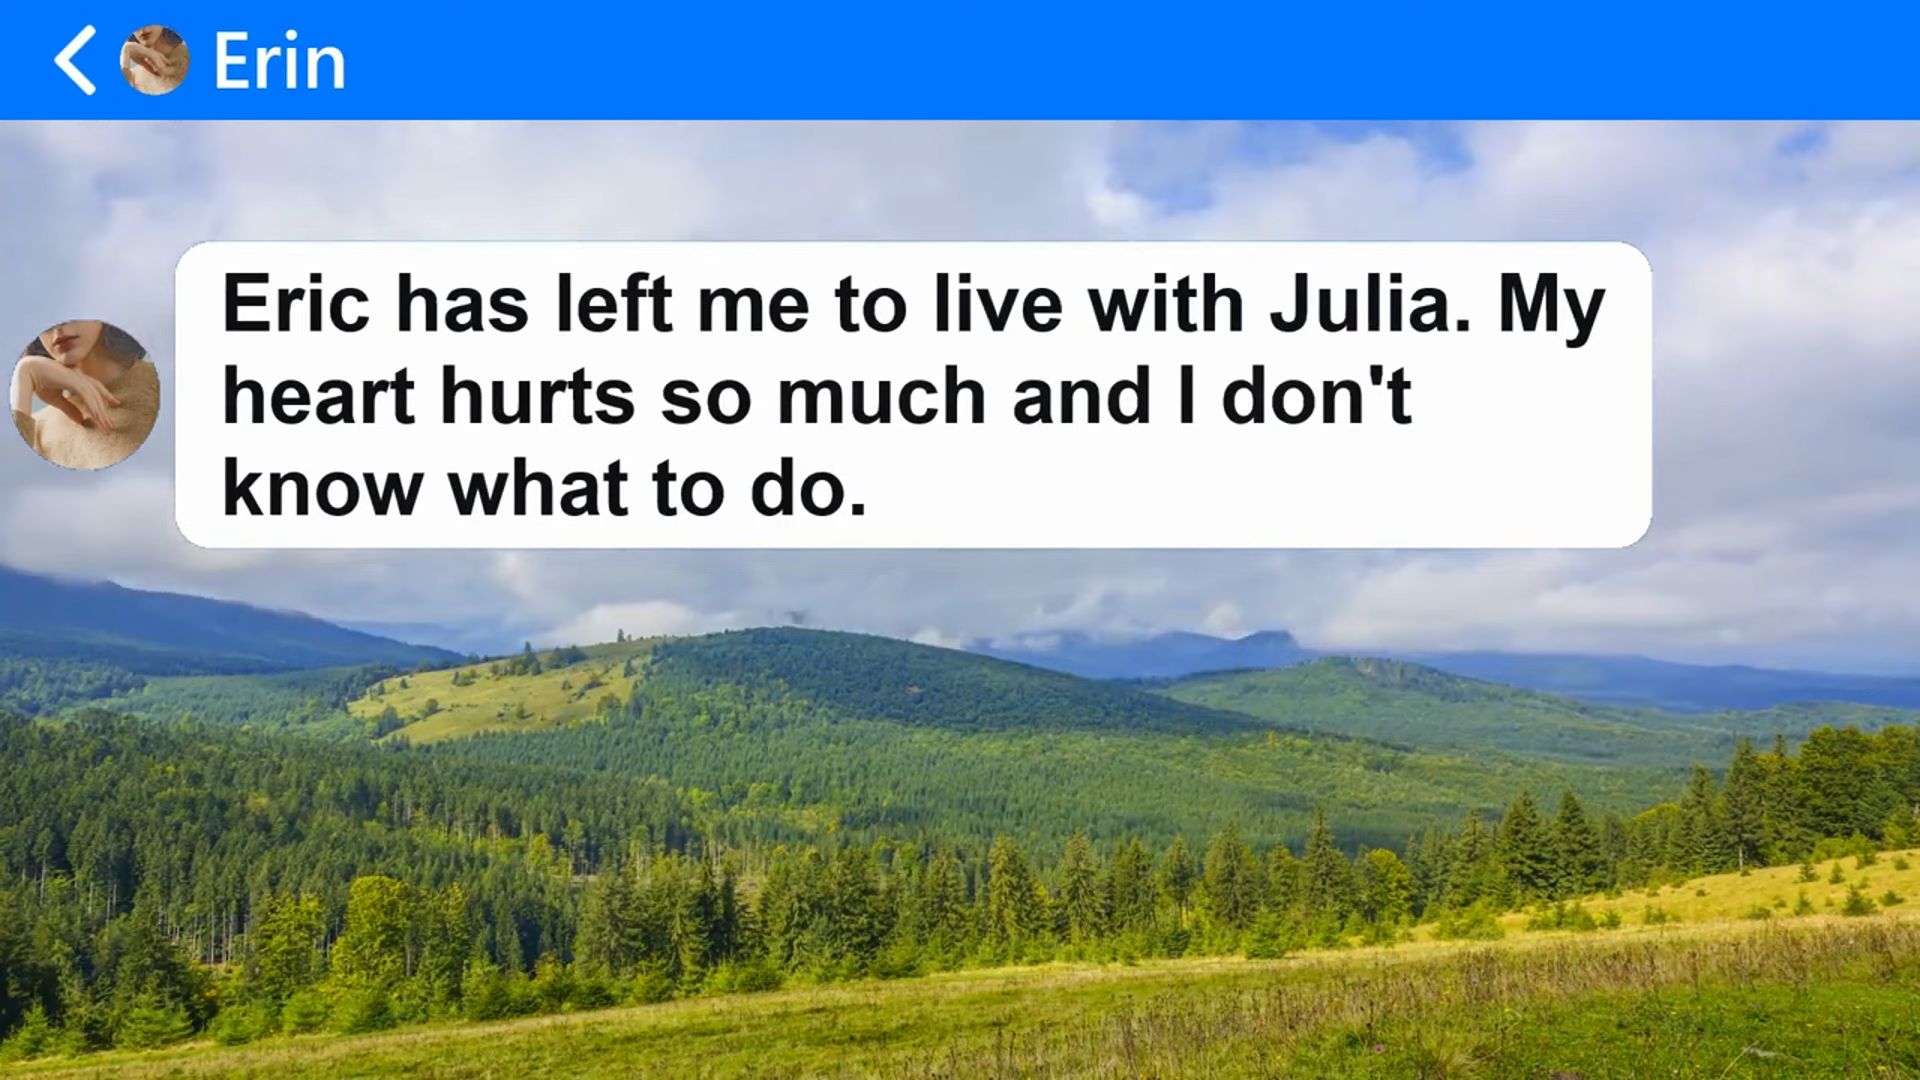 Erin
Eric has left me to live with Julia. My
heart hurts so much and I don't
know what to do.